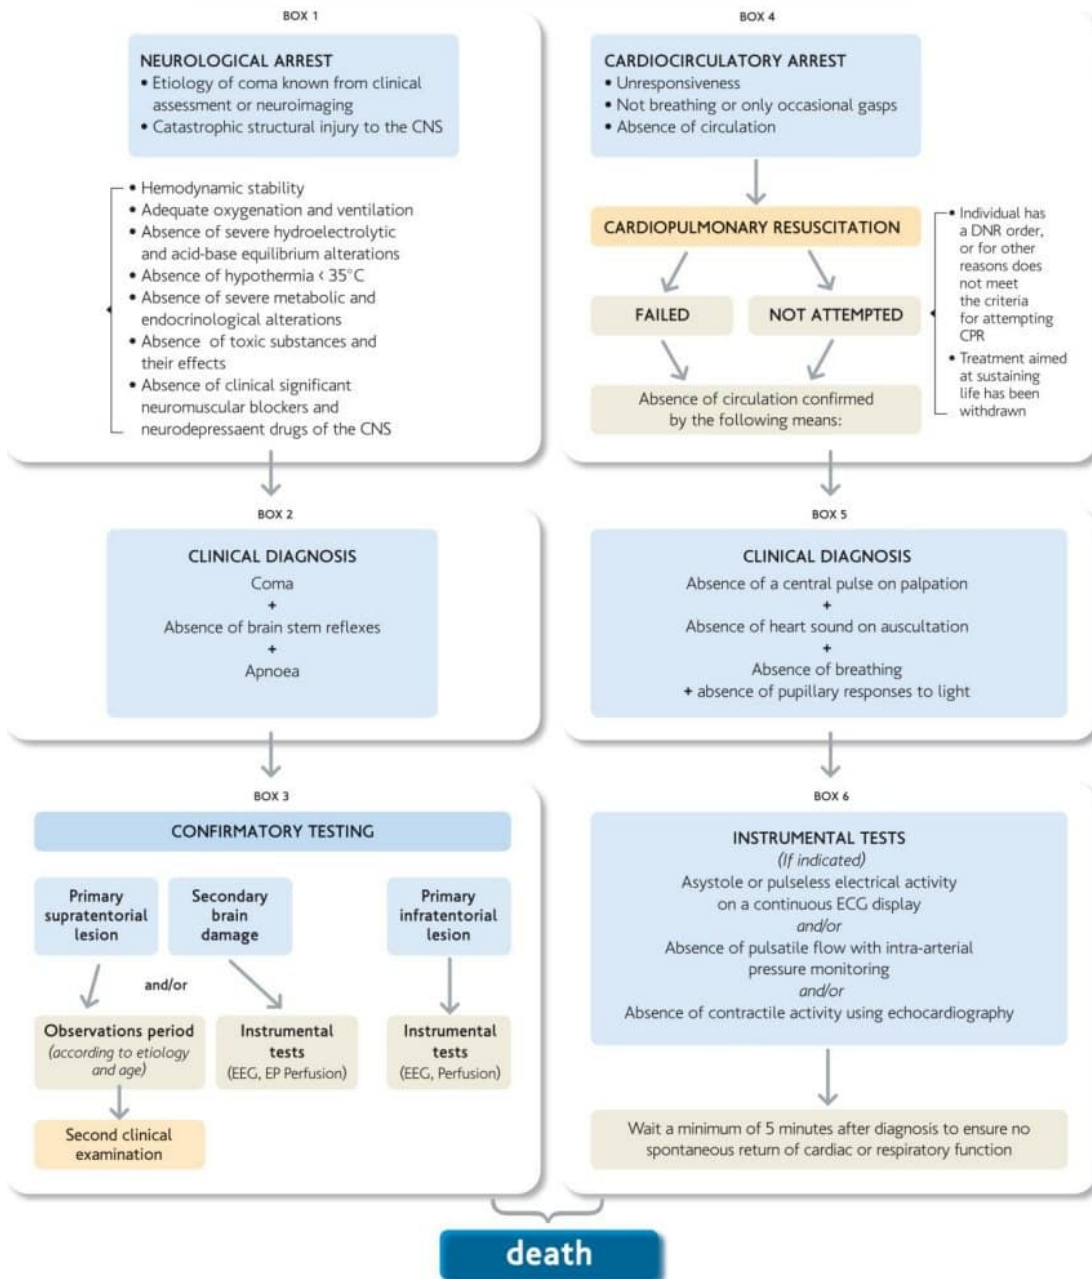 BOX 1
NEUROLOGICAL ARREST
• Etiology of coma known from clinical
assessment or neuroimaging
• Catastrophic structural injury to the CNS
• Hemodynamic stability
• Adequate oxygenation and ventilation
• Absence of severe hydroelectrolytic
and acid-base equilibrium alterations
• Absence of hypothermia < 35°C
• Absence of severe metabolic and
endocrinological alterations
• Absence of toxic substances and
their effects
• Absence of clinical significant
neuromuscular blockers and
neurodepressaent drugs of the CNS
BOX 2
CLINICAL DIAGNOSIS
Coma
+
Absence of brain stem reflexes
+
Apnoea
BOX 3
CONFIRMATORY TESTING
Primary
supratentorial
lesion
Secondary
brain
damage
Primary
infratentorial
lesion
and/or
Observations period
(according to etiology
and age)
Instrumental
tests
(EEG, EP Perfusion)
Instrumental
tests
(EEG, Perfusion)
Second clinical
examination
BOX 4
CARDIOCIRCULATORY ARREST
• Unresponsiveness
• Not breathing or only occasional gasps
• Absence of circulation
CARDIOPULMONARY RESUSCITATION
FAILED
NOT ATTEMPTED
• Individual has
a DNR order,
or for other
reasons does
not meet
the criteria
for attempting
CPR
• Treatment aimed
at sustaining
life has been
withdrawn
Absence of circulation confirmed
by the following means:
BOX 5
CLINICAL DIAGNOSIS
Absence of a central pulse on palpation
+
Absence of heart sound on auscultation
+
Absence of breathing
+ absence of pupillary responses to light
BOX 6
INSTRUMENTAL TESTS
(If indicated)
Asystole or pulseless electrical activity
on a continuous ECG display
and/or
Absence of pulsatile flow with intra-arterial
pressure monitoring
and/or
Absence of contractile activity using echocardiography
Wait a minimum of 5 minutes after diagnosis to ensure no
spontaneous return of cardiac or respiratory function
death